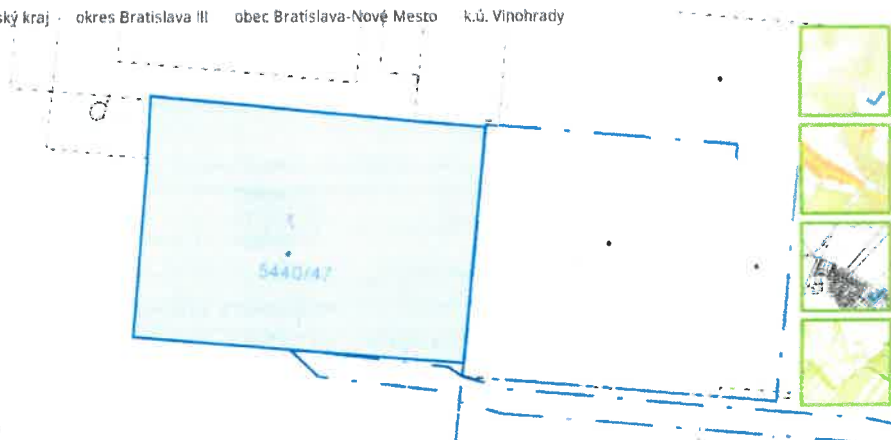 ský kraj · okres Bratislava III obec Bratislava-Nové Mesto k.ú. Vinohrady
5440/47